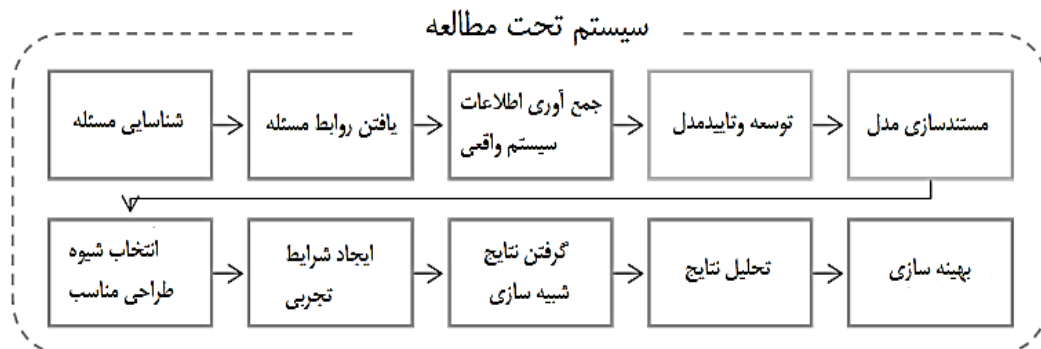 سیستم تحت مطالعه
شناسایی مسئله
یافتن روابط مسئله
جمع آوری اطلاعات
سیستم واقعی
توسعه وتاییدمدل
مستندسازی مدل
انتخاب شیوه
طراحی مناسب
ایجاد شرایط
تجربی
گرفتن نتایج
شبیه سازی
تحلیل نتایج
بهینه سازی